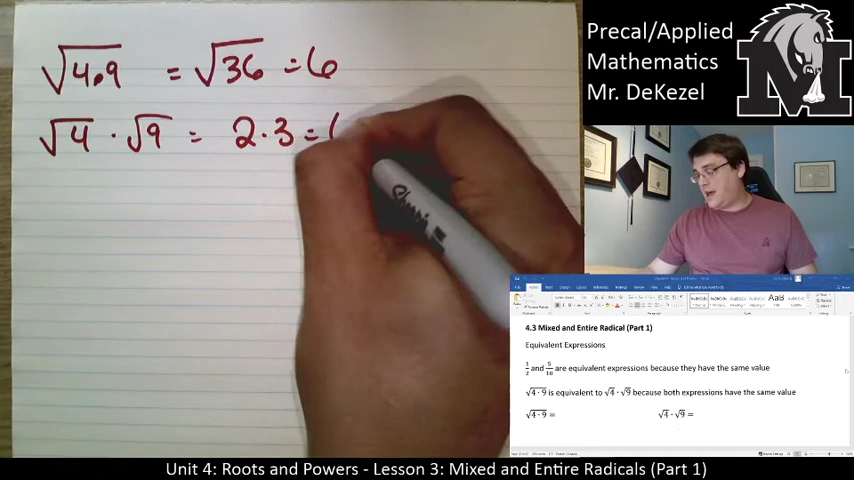 √4·9 = √36 = 6
√4 · √9 = 2·3 =
Sharpie
Precal/Applied
Mathematics
Mr. DeKezel
M
4.3 Mixed and Entire Radical (Part 1)
Equivalent Expressions
1/2 and 5/10 are equivalent expressions because they have the same value
√4·9 is equivalent to √4 · √9 because both expressions have the same value
√4·9 =
√4 · √9 =
Unit 4: Roots and Powers - Lesson 3: Mixed and Entire Radicals (Part 1)